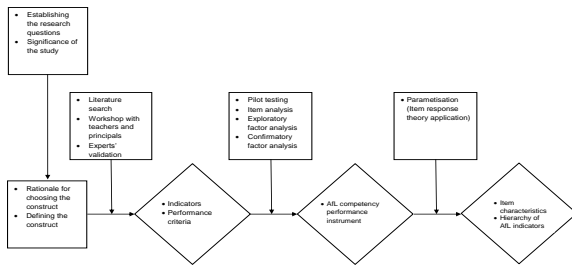 • Establishing
the research
questions
• Significance of
the study
• Literature
search
• Workshop with
teachers and
principals
• Experts'
validation
• Pilot testing
• Item analysis
• Exploratory
factor analysis
• Confirmatory
factor analysis
• Parametisation
(Item response
theory application)
• Rationale for
choosing the
construct
• Defining the
construct
• Indicators
• Performance
criteria
• AfL competency
performance
instrument
• Item
characteristics
• Hierarchy of
AfL indicators